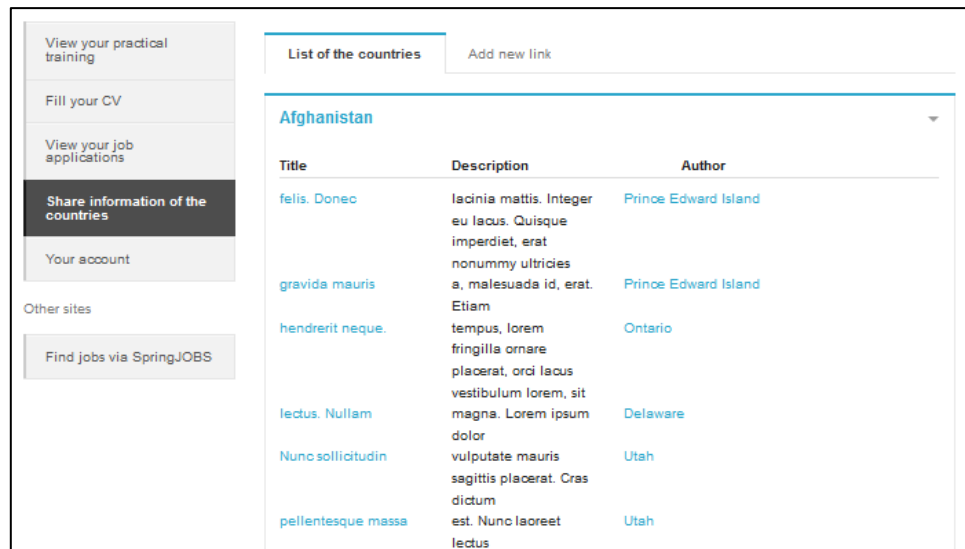 View your practical
training
Fill your CV
View your job
applications
Share information of the
countries
Your account
Other sites
Find jobs via SpringJOBS
List of the countries
Add new link
Afghanistan
Title Description Author
felis. Donec lacinia mattis. Integer Prince Edward Island
eu lacus. Quisque
imperdiet, erat
nonummy ultricies
gravida mauris a, malesuada id, erat. Prince Edward Island
Etiam
hendrerit neque. tempus, lorem Ontario
fringilla ornare
placerat, orci lacus
vestibulum lorem, sit
lectus. Nullam magna. Lorem ipsum Delaware
dolor
Nunc sollicitudin vulputate mauris Utah
sagittis placerat. Cras
dictum
pellentesque massa est. Nunc laoreet Utah
lectus